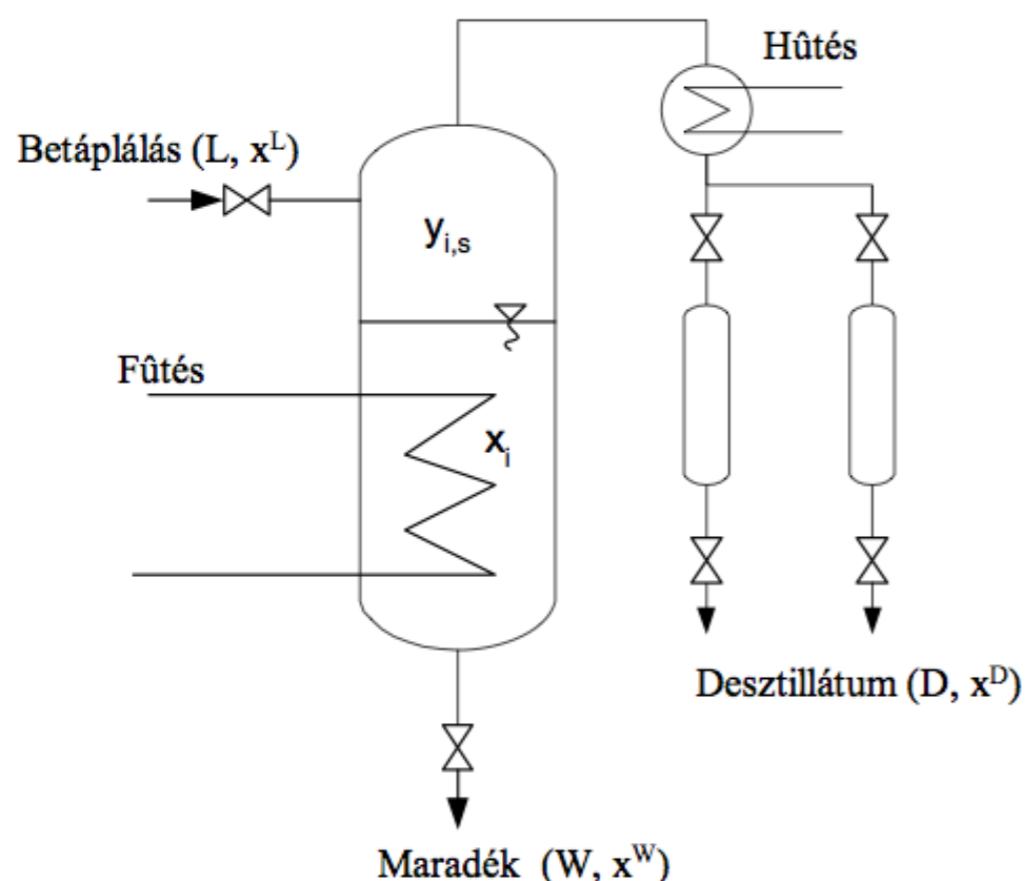 Hûtés
Betáplálás (L, x^L)
y_i,s
Fûtés
x_i
Desztillátum (D, x^D)
Maradék (W, x^W)